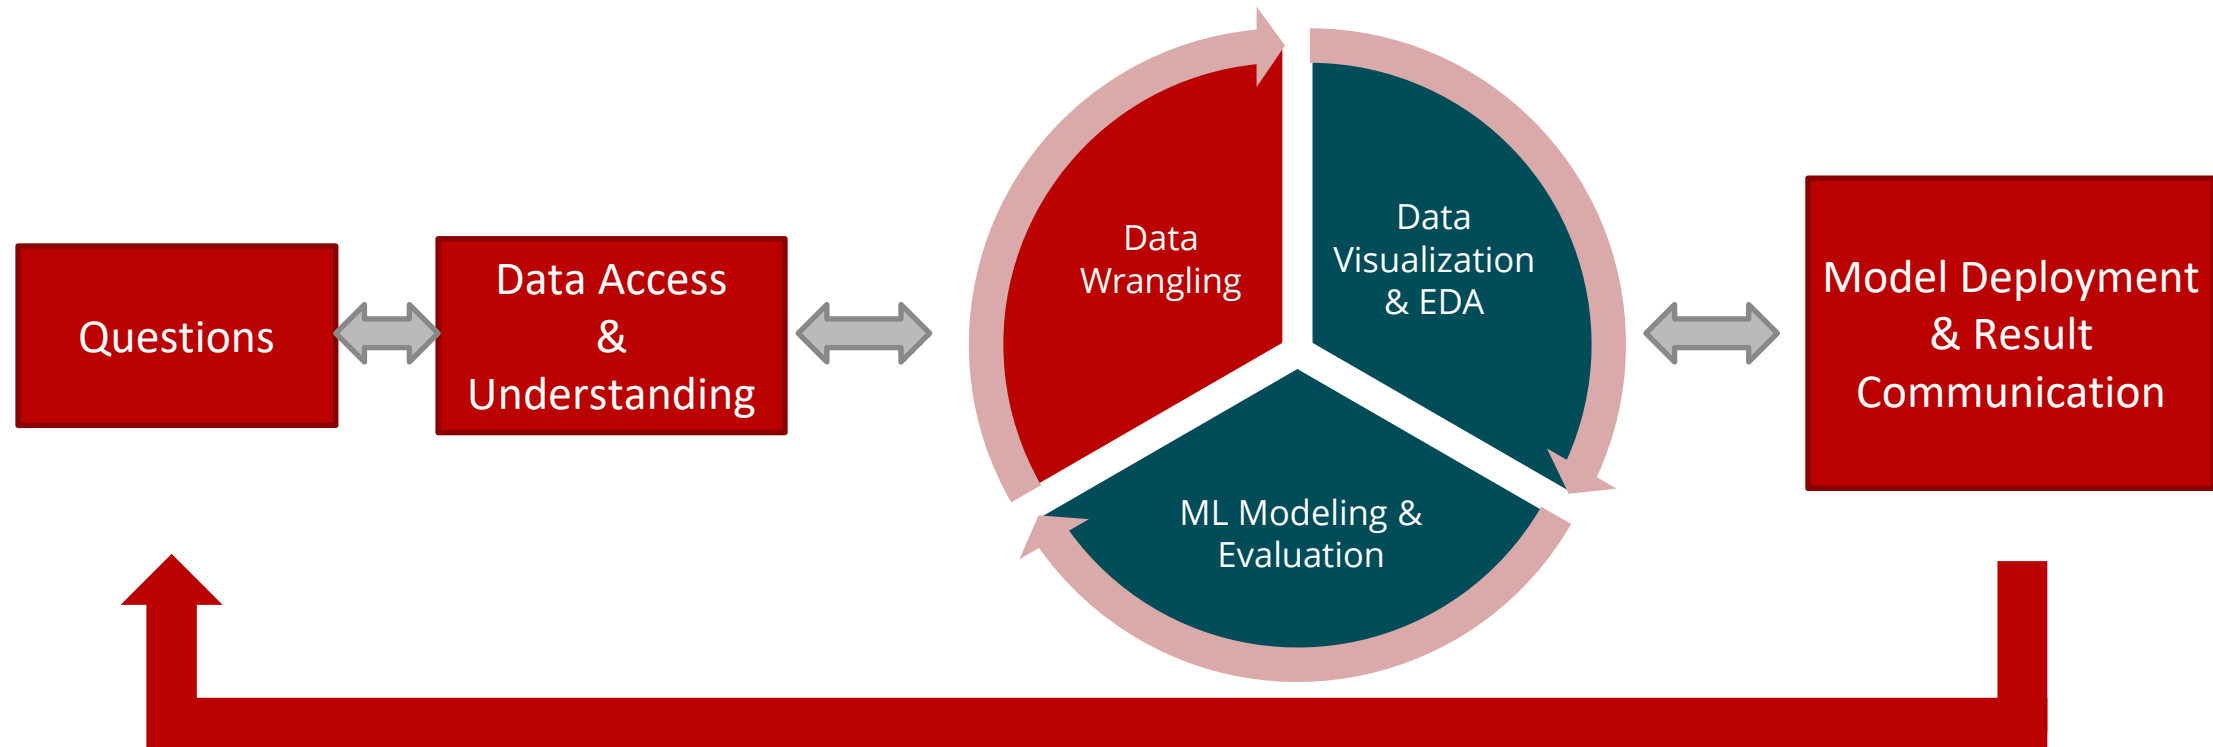 Questions
Data Access
&
Understanding
Data
Wrangling
Data
Visualization
& EDA
ML Modeling &
Evaluation
Model Deployment
& Result
Communication